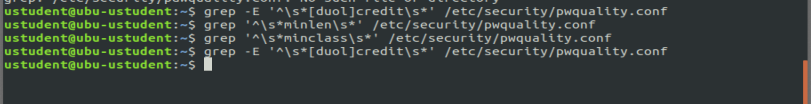 grep: /etc/security/pwquality.conf: No such file or directory
ustudent@ubu-ustudent:~$ grep -E '^\s*[duol]credit\s*' /etc/security/pwquality.conf
ustudent@ubu-ustudent:~$ grep '^\s*minlen\s*' /etc/security/pwquality.conf
ustudent@ubu-ustudent:~$ grep '^\s*minclass\s*' /etc/security/pwquality.conf
ustudent@ubu-ustudent:~$ grep -E '^\s*[duol]credit\s*' /etc/security/pwquality.conf
ustudent@ubu-ustudent:~$